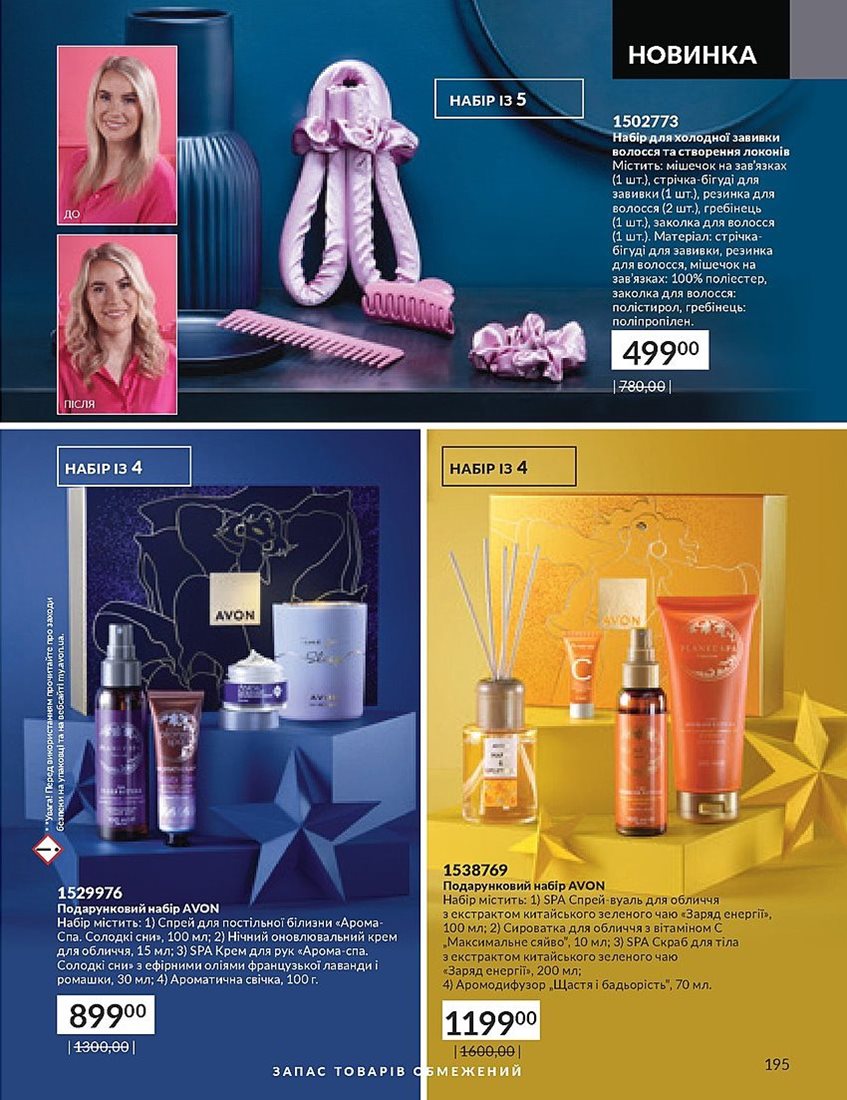 НОВИНКА
НАБІР ІЗ 5
ДО
ПІСЛЯ
1502773
Набір для холодної завивки
волосся та створення локонів
Містить: мішечок на зав’язках
(1 шт.), стрічка-бігуді для
завивки (1 шт.), резинка для
волосся (2 шт.), гребінець
(1 шт.), заколка для волосся
(1 шт.). Матеріал: стрічка-
бігуді для завивки, резинка
для волосся, мішечок на
зав’язках: 100% поліестер,
заколка для волосся:
полістирол, гребінець:
поліпропілен.
49900
|780,00|
НАБІР ІЗ 4
AVON
AVON
**Увага! Перед використанням прочитайте про заходи
безпеки на упаковці та на вебсайті my.avon.ua.
1529976
Подарунковий набір AVON
Набір містить: 1) Спрей для постільної білизни «Арома-
Спа. Солодкі сни», 100 мл; 2) Нічний оновлювальний крем
для обличчя, 15 мл; 3) SPA Крем для рук «Арома-спа.
Солодкі сни» з ефірними оліями французької лаванди і
ромашки, 30 мл; 4) Ароматична свічка, 100 г.
89900
|1300,00|
НАБІР ІЗ 4
AVON
C
PLANET SPA
1538769
Подарунковий набір AVON
Набір містить: 1) SPA Спрей-вуаль для обличчя
з екстрактом китайського зеленого чаю «Заряд енергії»,
100 мл; 2) Сироватка для обличчя з вітаміном С
„Максимальне сяйво”, 10 мл; 3) SPA Скраб для тіла
з екстрактом китайського зеленого чаю
«Заряд енергії», 200 мл;
4) Аромодифузор „Щастя і бадьорість”, 70 мл.
119900
|1600,00|
ЗАПАС ТОВАРІВ ОБМЕЖЕНИЙ
195